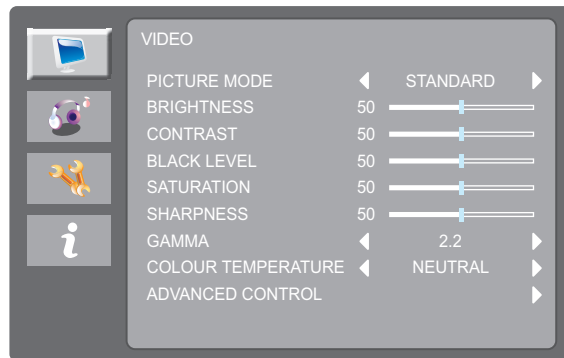 VIDEO
PICTURE MODE STANDARD
BRIGHTNESS 50
CONTRAST 50
BLACK LEVEL 50
SATURATION 50
SHARPNESS 50
GAMMA 2.2
COLOUR TEMPERATURE NEUTRAL
ADVANCED CONTROL
i